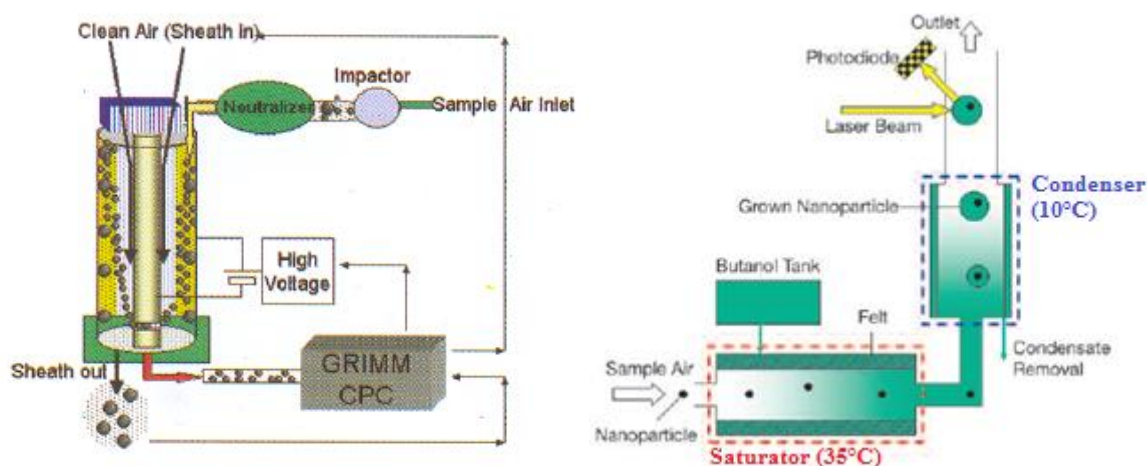 Clean Air (Sheath in)
Impactor
Neutralizer
Sample Air Inlet
High
Voltage
GRIMM
CPC
Sheath out
Outlet
Photodiode
Laser Beam
Condenser
(10°C)
Grown Nanoparticle
Butanol Tank
Felt
Sample Air
Condensate
Removal
Nanoparticle
Saturator (35°C)